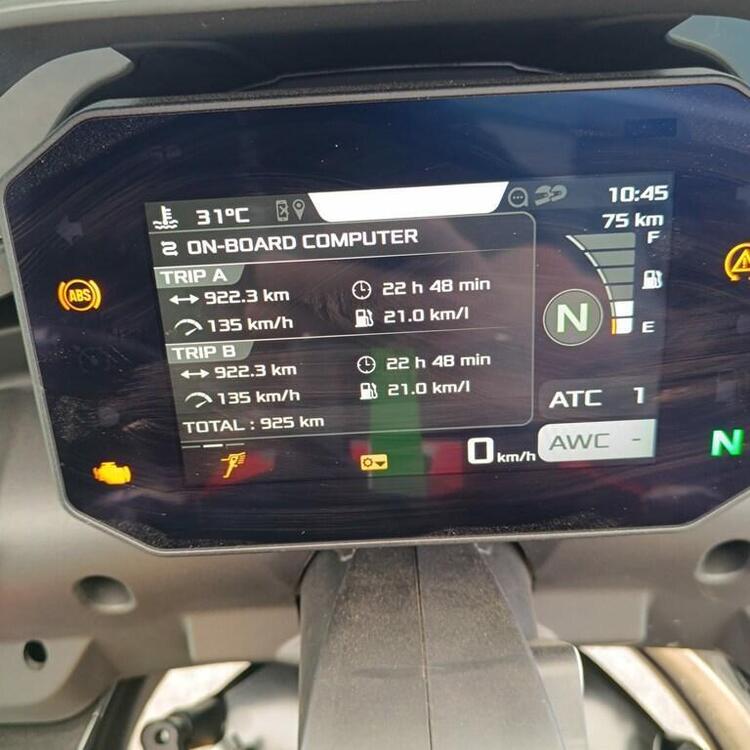 31°C
10:45
75 km
ON-BOARD COMPUTER
F
TRIP A
922.3 km
22 h 48 min
135 km/h
21.0 km/l
N
E
TRIP B
922.3 km
22 h 48 min
135 km/h
21.0 km/l
ATC 1
TOTAL : 925 km
0 km/h
AWC -
ABS
N